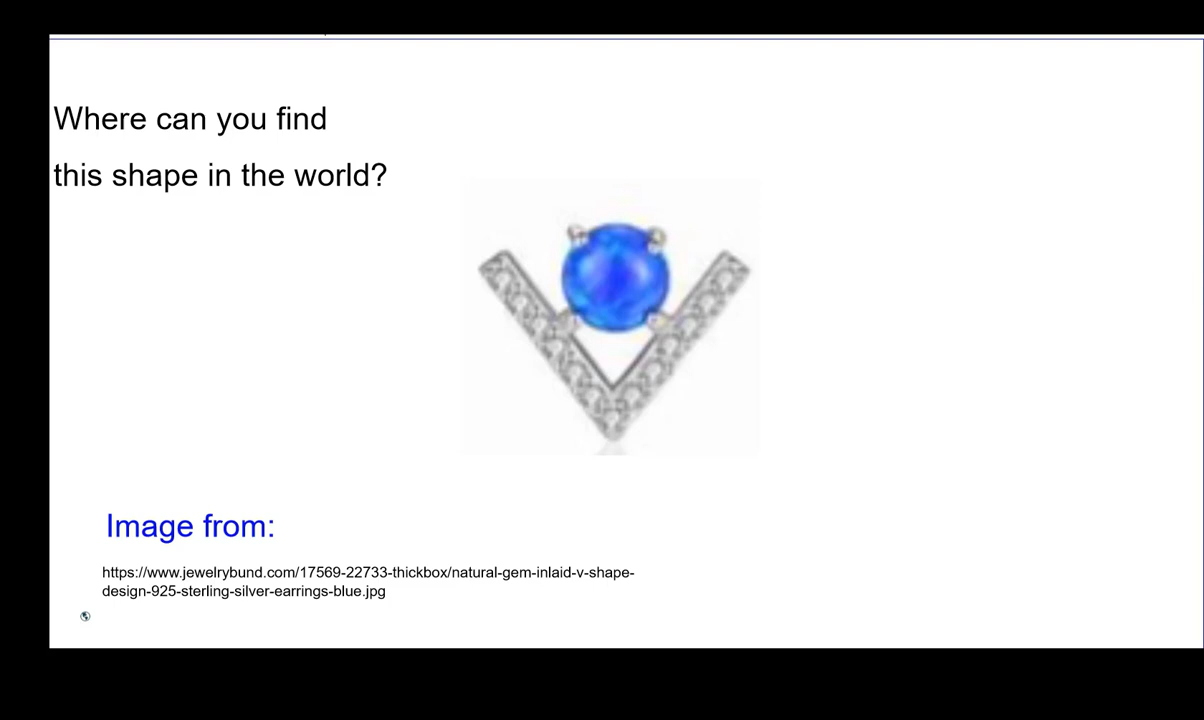 Where can you find
this shape in the world?
Image from:
https://www.jewelrybund.com/17569-22733-thickbox/natural-gem-inlaid-v-shape-
design-925-sterling-silver-earrings-blue.jpg